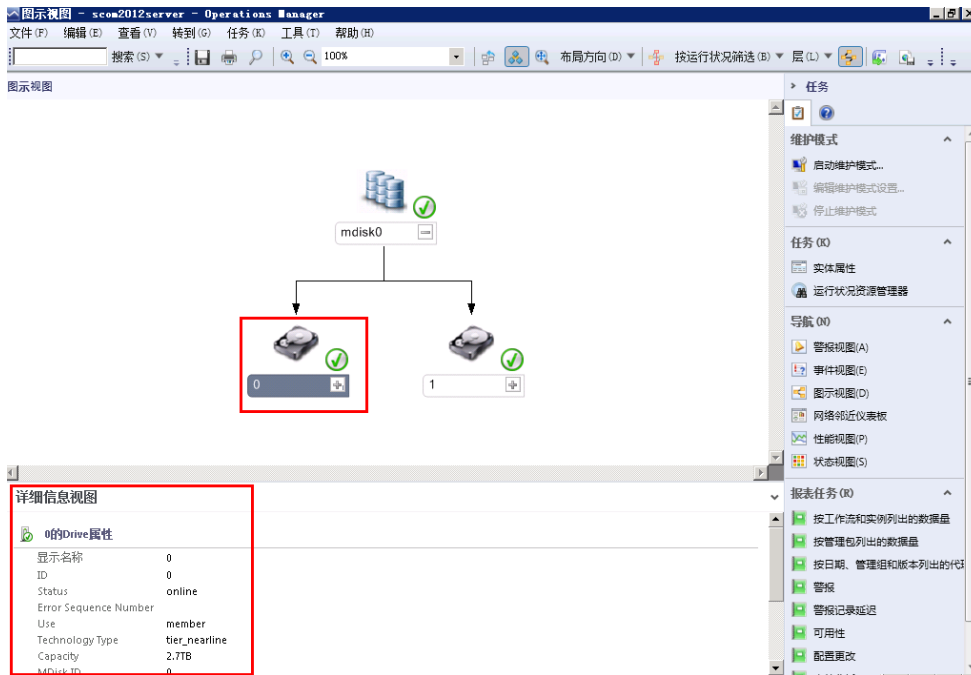 图示视图 - scom2012server - Operations Manager
文件(F) 编辑(E) 查看(V) 转到(G) 任务(K) 工具(T) 帮助(H)
搜索(S) 100% 布局方向(D) 按运行状况筛选(B) 层(L)
图示视图
任务
维护模式
启动维护模式...
编辑维护模式设置...
停止维护模式
mdisk0
任务(K)
实体属性
运行状况资源管理器
导航(N)
警报视图(A)
事件视图(E)
图示视图(D)
网络邻近仪表板
性能视图(P)
状态视图(S)
0
1
详细信息视图
0的Drive属性
显示名称 0
ID 0
Status online
Error Sequence Number
Use member
Technology Type tier_nearline
Capacity 2.7TB
MDisk ID 0
报表任务(R)
按工作流和实例列出的数据量
按管理包列出的数据量
按日期、管理组和版本列出的代理
警报
警报记录延迟
可用性
配置更改